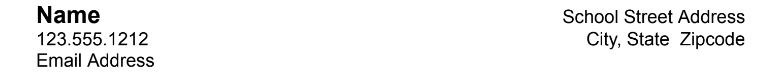 Name School Street Address
123.555.1212 City, State  Zipcode
Email Address